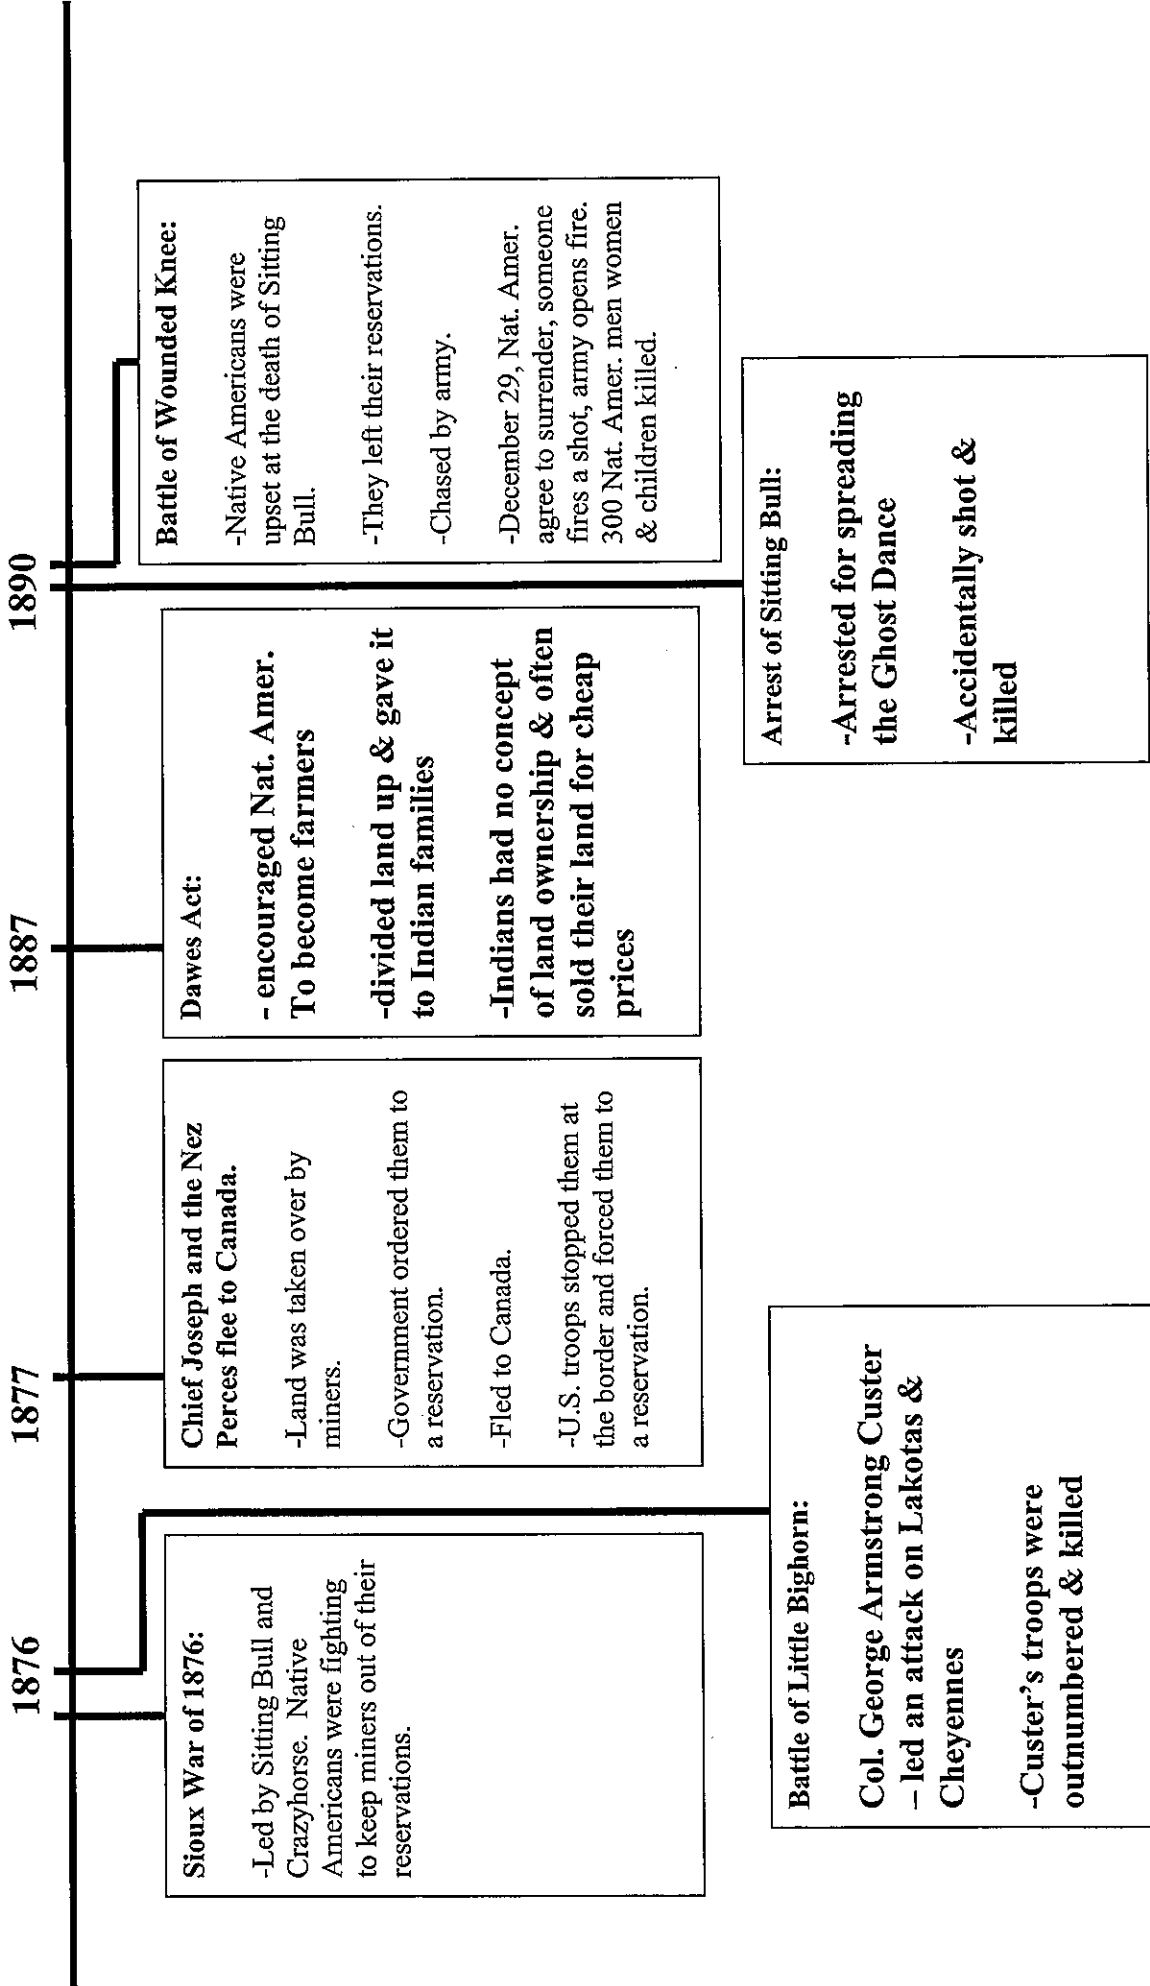 1876
1877
1887
1890
Sioux War of 1876:
-Led by Sitting Bull and
Crazyhorse. Native
Americans were fighting
to keep miners out of their
reservations.
Battle of Little Bighorn:
Col. George Armstrong Custer
– led an attack on Lakotas &
Cheyennes
-Custer's troops were
outnumbered & killed
Chief Joseph and the Nez
Perces flee to Canada.
-Land was taken over by
miners.
-Government ordered them to
a reservation.
-Fled to Canada.
-U.S. troops stopped them at
the border and forced them to
a reservation.
Dawes Act:
- encouraged Nat. Amer.
To become farmers
-divided land up & gave it
to Indian families
-Indians had no concept
of land ownership & often
sold their land for cheap
prices
Arrest of Sitting Bull:
-Arrested for spreading
the Ghost Dance
-Accidentally shot &
killed
Battle of Wounded Knee:
-Native Americans were
upset at the death of Sitting
Bull.
-They left their reservations.
-Chased by army.
-December 29, Nat. Amer.
agree to surrender, someone
fires a shot, army opens fire.
300 Nat. Amer. men women
& children killed.